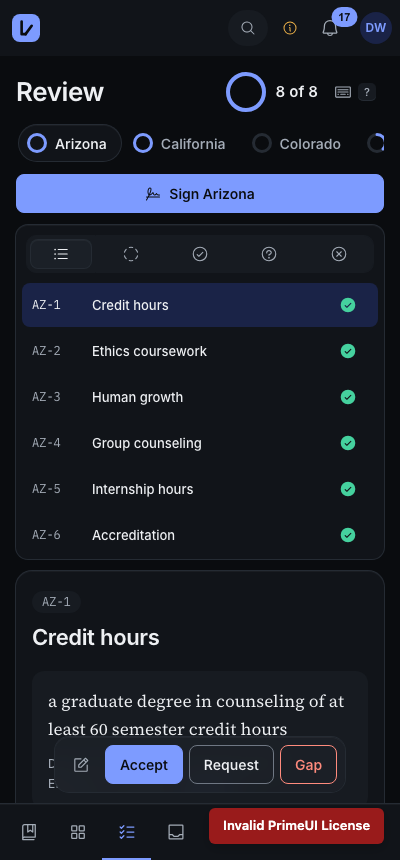 17
DW
Review
8 of 8
?
Arizona
California
Colorado
Sign Arizona
AZ-1 Credit hours
AZ-2 Ethics coursework
AZ-3 Human growth
AZ-4 Group counseling
AZ-5 Internship hours
AZ-6 Accreditation
AZ-1
Credit hours
a graduate degree in counseling of at
least 60 semester credit hours
Accept
Request
Gap
Invalid PrimeUI License